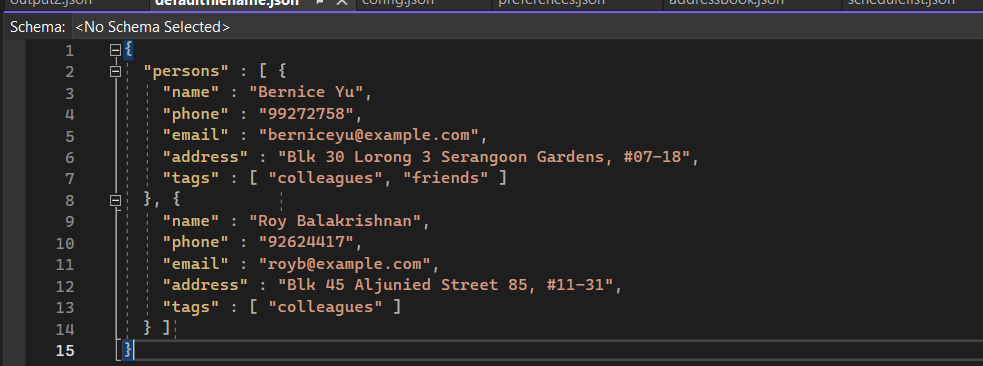 output2.json defaultfilename.json config.json preferences.json addressbook.json schedulelist.json
Schema: <No Schema Selected>
1 {
2 "persons" : [ {
3 "name" : "Bernice Yu",
4 "phone" : "99272758",
5 "email" : "berniceyu@example.com",
6 "address" : "Blk 30 Lorong 3 Serangoon Gardens, #07-18",
7 "tags" : [ "colleagues", "friends" ]
8 }, {
9 "name" : "Roy Balakrishnan",
10 "phone" : "92624417",
11 "email" : "royb@example.com",
12 "address" : "Blk 45 Aljunied Street 85, #11-31",
13 "tags" : [ "colleagues" ]
14 } ]
15 }